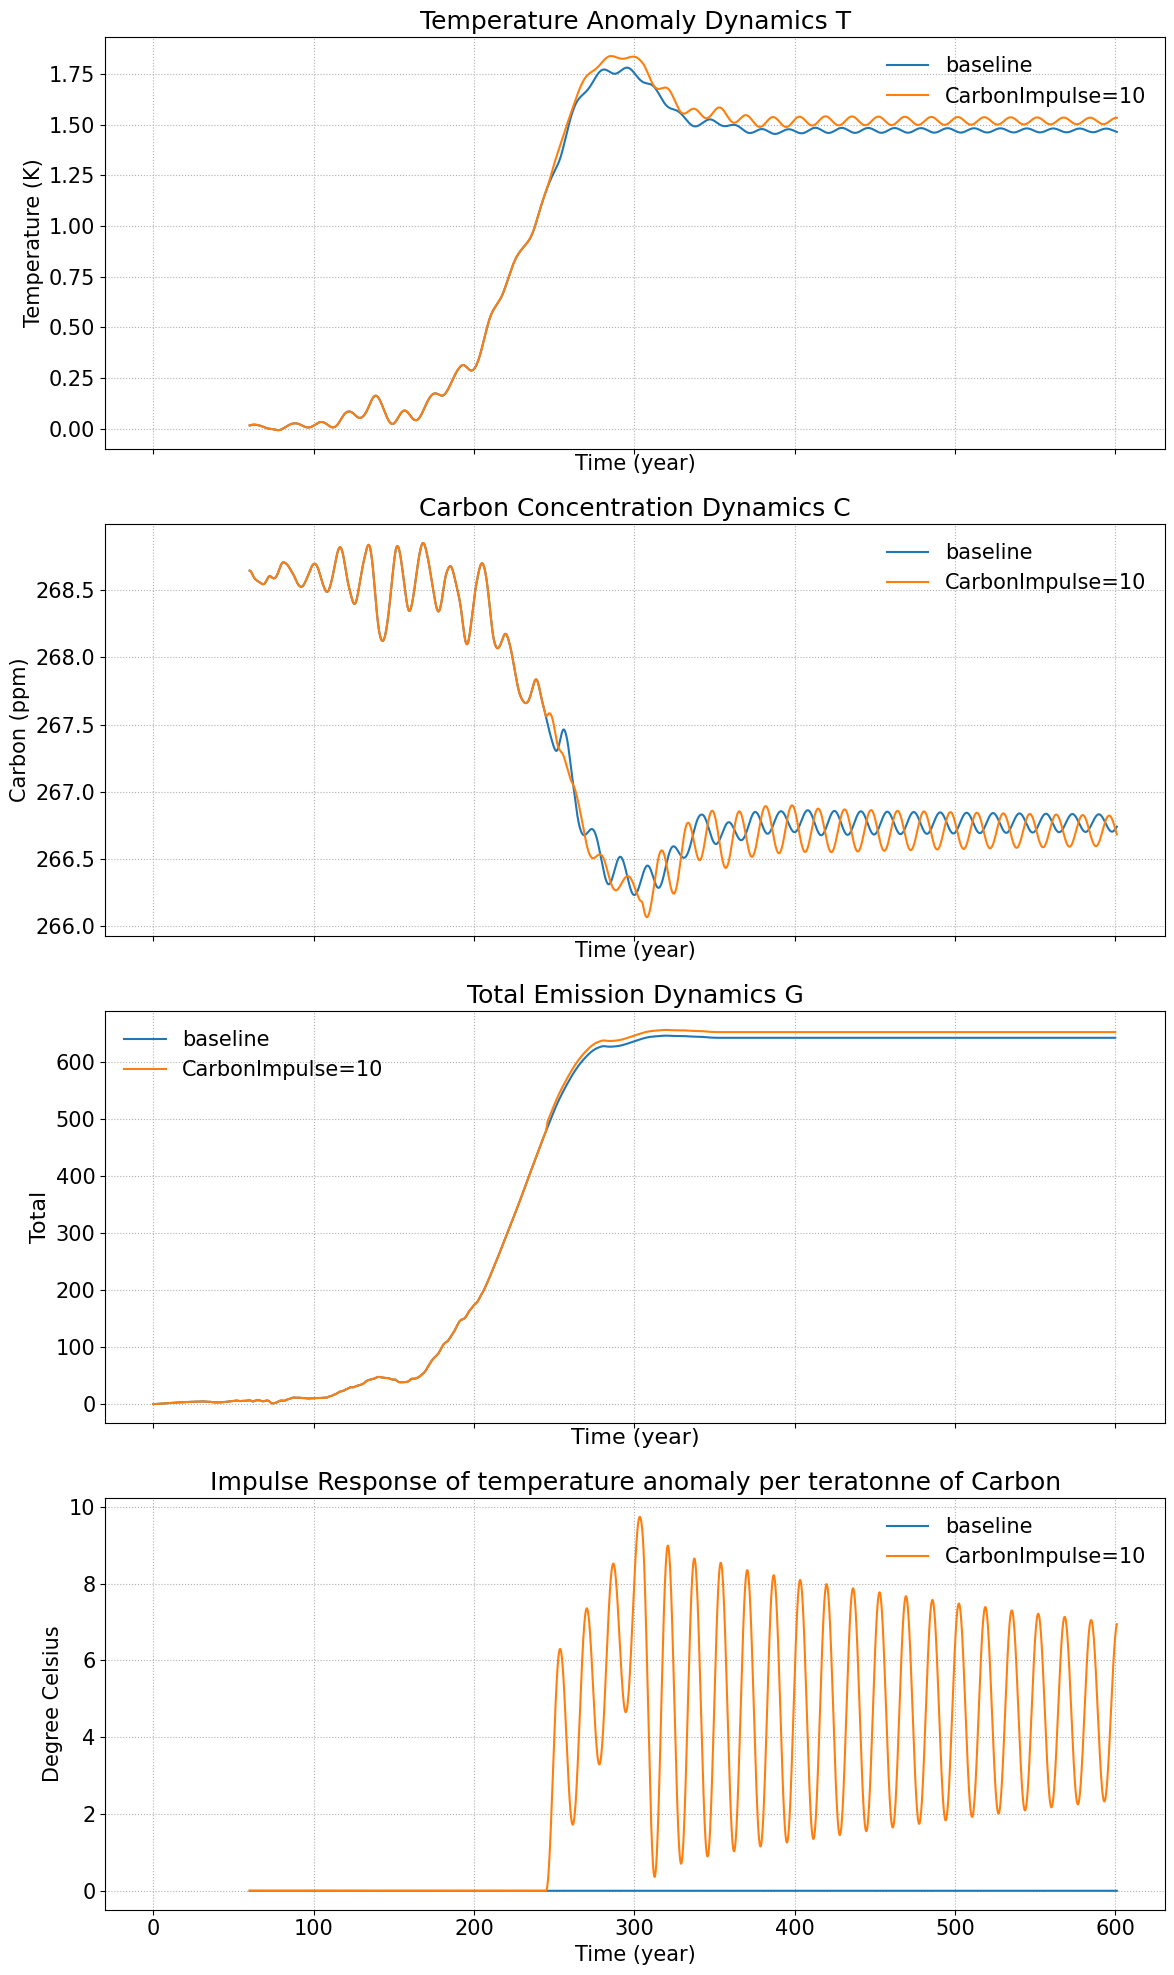 Temperature Anomaly Dynamics T
baseline
CarbonImpulse=10
1.75
1.50
1.25
1.00
0.75
0.50
0.25
0.00
Temperature (K)
Time (year)
Carbon Concentration Dynamics C
baseline
CarbonImpulse=10
268.5
268.0
267.5
267.0
266.5
266.0
Carbon (ppm)
Time (year)
Total Emission Dynamics G
baseline
CarbonImpulse=10
600
500
400
300
200
100
0
Total
Time (year)
Impulse Response of temperature anomaly per teratonne of Carbon
baseline
CarbonImpulse=10
10
8
6
4
2
0
Degree Celsius
0 100 200 300 400 500 600
Time (year)